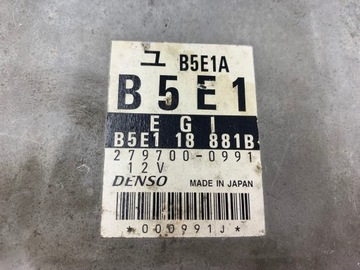 ユ B5E1A
B5E1
EGI
B5E1 18 881B
279700-0991
12V
DENSO MADE IN JAPAN
*000991J*